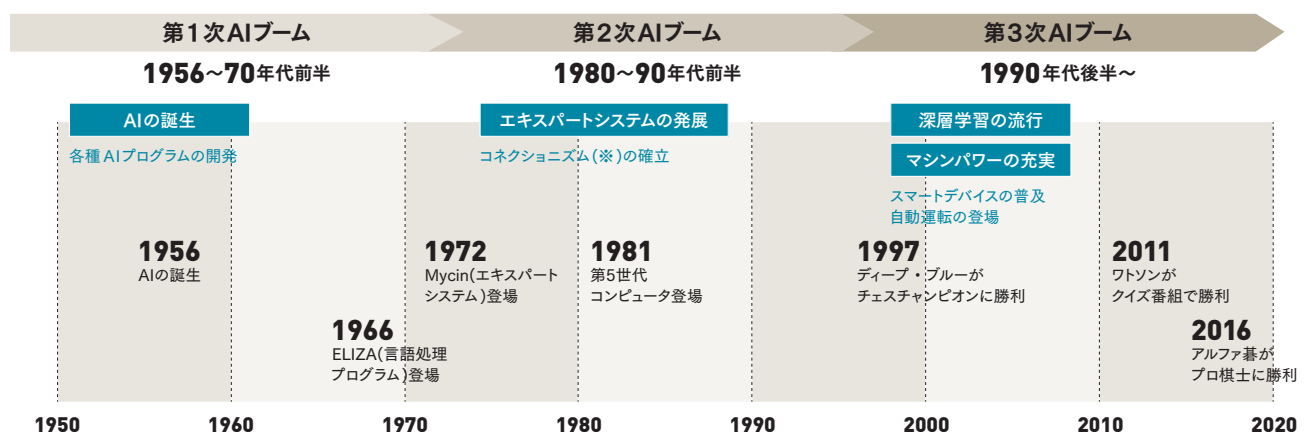 第1次AIブーム
第2次AIブーム
第3次AIブーム
1956〜70年代前半
1980〜90年代前半
1990年代後半〜
AIの誕生
各種AIプログラムの開発
エキスパートシステムの発展
コネクショニズム(※)の確立
深層学習の流行
マシンパワーの充実
スマートデバイスの普及
自動運転の登場
1956
AIの誕生
1966
ELIZA(言語処理
プログラム)登場
1972
Mycin(エキスパート
システム)登場
1981
第5世代
コンピュータ登場
1997
ディープ・ブルーが
チェスチャンピオンに勝利
2011
ワトソンが
クイズ番組で勝利
2016
アルファ碁が
プロ棋士に勝利
1950
1960
1970
1980
1990
2000
2010
2020